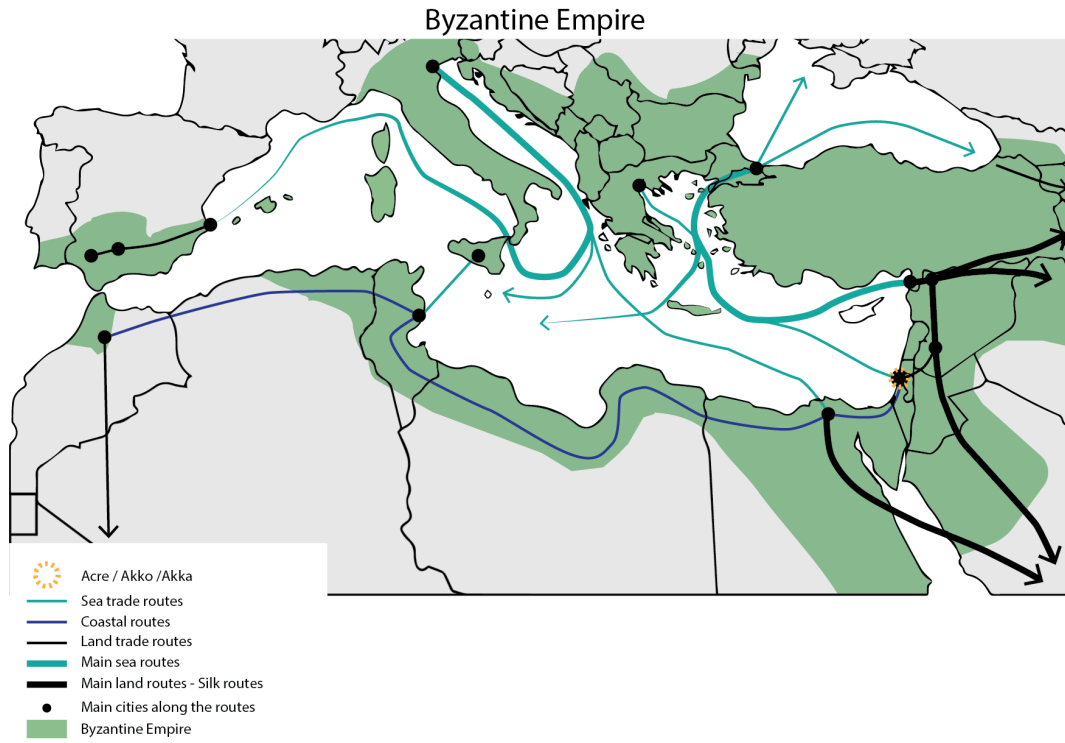 Byzantine Empire
Acre / Akko /Akka
Sea trade routes
Coastal routes
Land trade routes
Main sea routes
Main land routes - Silk routes
Main cities along the routes
Byzantine Empire